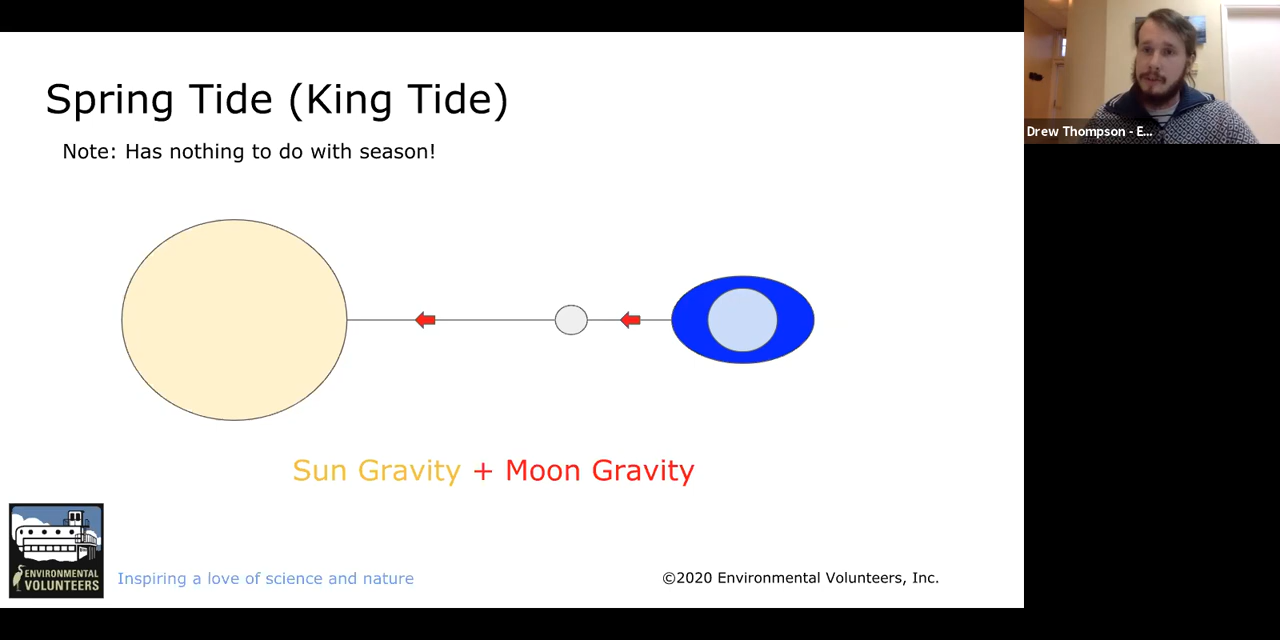 Spring Tide (King Tide)
Note: Has nothing to do with season!
Drew Thompson - E...
Sun Gravity + Moon Gravity
ENVIRONMENTAL
VOLUNTEERS
Inspiring a love of science and nature
©2020 Environmental Volunteers, Inc.